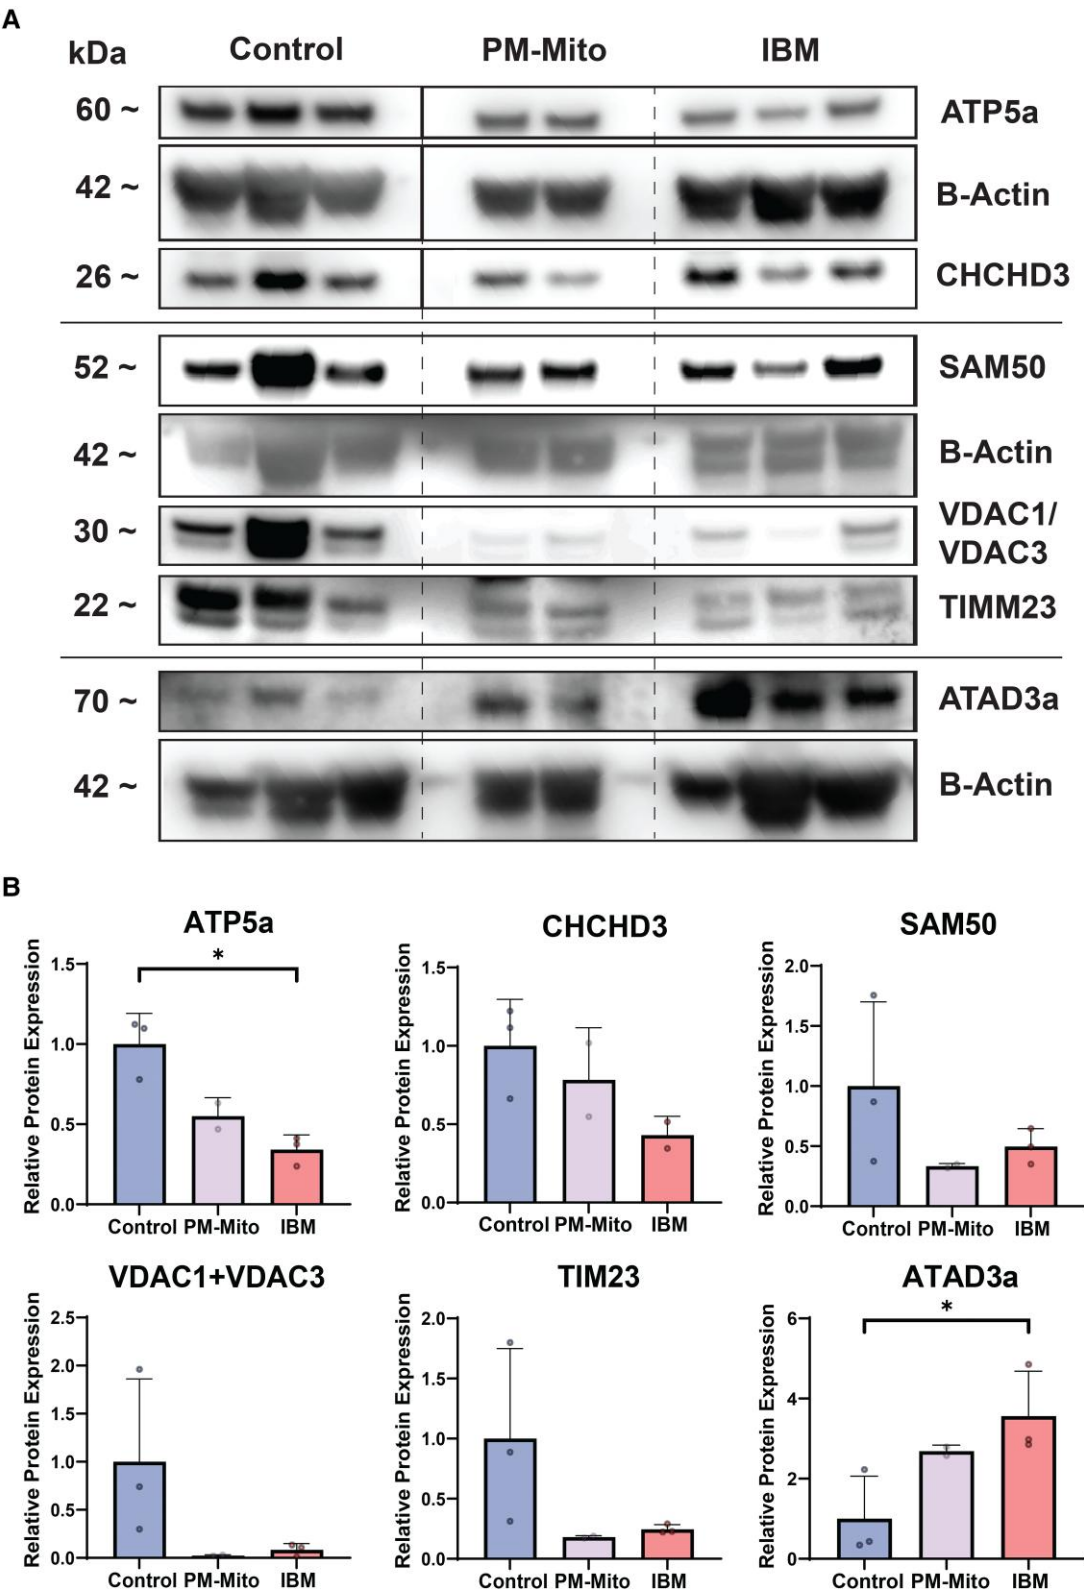 A
kDa Control PM-Mito IBM
60 ~ ATP5a
42 ~ B-Actin
26 ~ CHCHD3
52 ~ SAM50
42 ~ B-Actin
30 ~ VDAC1/
VDAC3
22 ~ TIMM23
70 ~ ATAD3a
42 ~ B-Actin
B
ATP5a
*
Relative Protein Expression
1.5
1.0
0.5
0.0
Control PM-Mito IBM
CHCHD3
Relative Protein Expression
1.5
1.0
0.5
0.0
Control PM-Mito IBM
SAM50
Relative Protein Expression
2.0
1.5
1.0
0.5
0.0
Control PM-Mito IBM
VDAC1+VDAC3
Relative Protein Expression
2.5
2.0
1.5
1.0
0.5
0.0
Control PM-Mito IBM
TIM23
Relative Protein Expression
2.0
1.5
1.0
0.5
0.0
Control PM-Mito IBM
ATAD3a
*
Relative Protein Expression
6
4
2
0
Control PM-Mito IBM